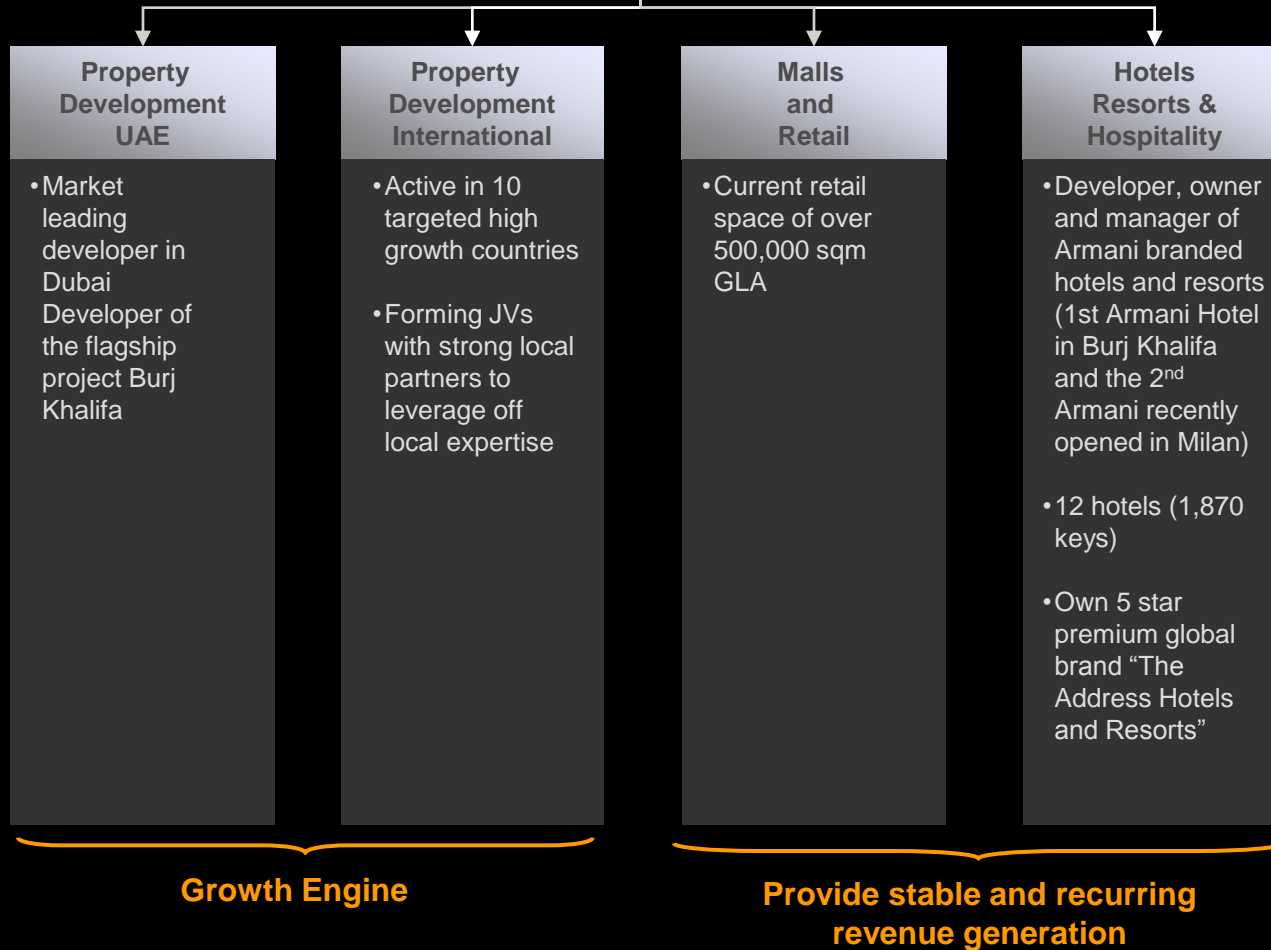 Property
Development
UAE
•Market
leading
developer in
Dubai
Developer of
the flagship
project Burj
Khalifa
Property
Development
International
•Active in 10
targeted high
growth countries
•Forming JVs
with strong local
partners to
leverage off
local expertise
Malls
and
Retail
•Current retail
space of over
500,000 sqm
GLA
Hotels
Resorts &
Hospitality
•Developer, owner
and manager of
Armani branded
hotels and resorts
(1st Armani Hotel
in Burj Khalifa
and the 2nd
Armani recently
opened in Milan)
•12 hotels (1,870
keys)
•Own 5 star
premium global
brand “The
Address Hotels
and Resorts”
Growth Engine
Provide stable and recurring
revenue generation